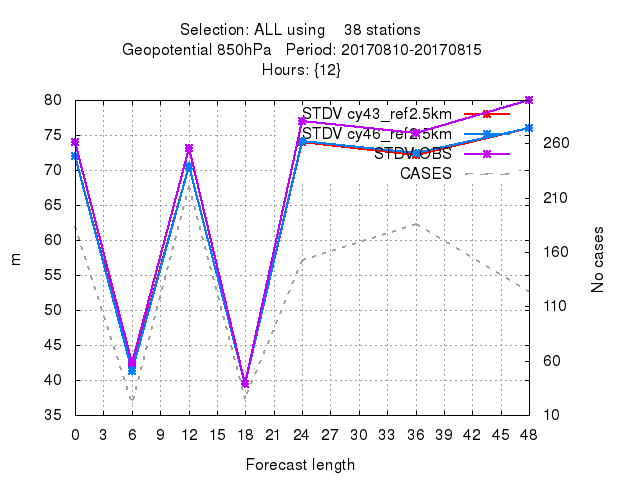 Selection: ALL using    38 stations
Geopotential 850hPa   Period: 20170810-20170815
Hours: {12}
STDV cy43_ref2.5km
STDV cy46_ref2.5km
STDV OBS
CASES
80
75
70
65
60
55
50
45
40
35
m
260
210
160
110
60
10
No cases
0 3 6 9 12 15 18 21 24 27 30 33 36 39 42 45 48
Forecast length